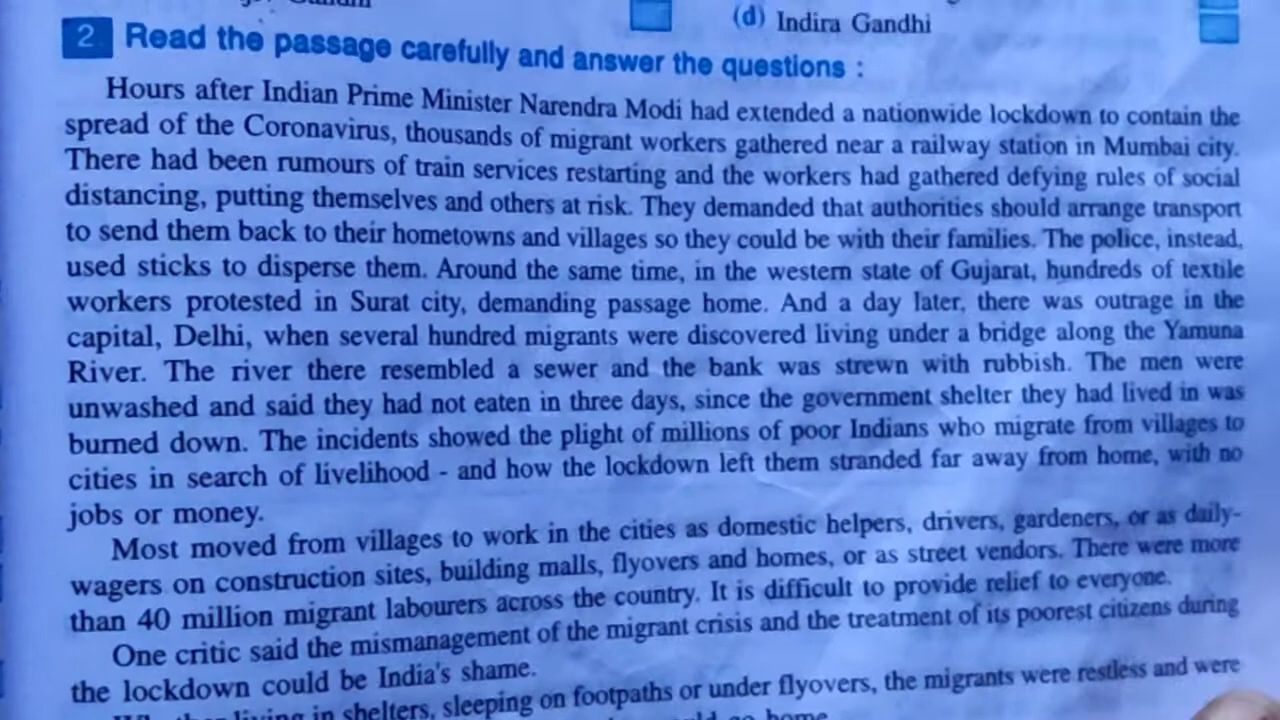 (d) Indira Gandhi
2 Read the passage carefully and answer the questions :
Hours after Indian Prime Minister Narendra Modi had extended a nationwide lockdown to contain the
spread of the Coronavirus, thousands of migrant workers gathered near a railway station in Mumbai city.
There had been rumours of train services restarting and the workers had gathered defying rules of social
distancing, putting themselves and others at risk. They demanded that authorities should arrange transport
to send them back to their hometowns and villages so they could be with their families. The police, instead,
used sticks to disperse them. Around the same time, in the western state of Gujarat, hundreds of textile
workers protested in Surat city, demanding passage home. And a day later, there was outrage in the
capital, Delhi, when several hundred migrants were discovered living under a bridge along the Yamuna
River. The river there resembled a sewer and the bank was strewn with rubbish. The men were
unwashed and said they had not eaten in three days, since the government shelter they had lived in was
burned down. The incidents showed the plight of millions of poor Indians who migrate from villages to
cities in search of livelihood - and how the lockdown left them stranded far away from home, with no
jobs or money.
Most moved from villages to work in the cities as domestic helpers, drivers, gardeners, or as daily-
wagers on construction sites, building malls, flyovers and homes, or as street vendors. There were more
than 40 million migrant labourers across the country. It is difficult to provide relief to everyone.
One critic said the mismanagement of the migrant crisis and the treatment of its poorest citizens during
the lockdown could be India's shame.
living in shelters, sleeping on footpaths or under flyovers, the migrants were restless and were
go home